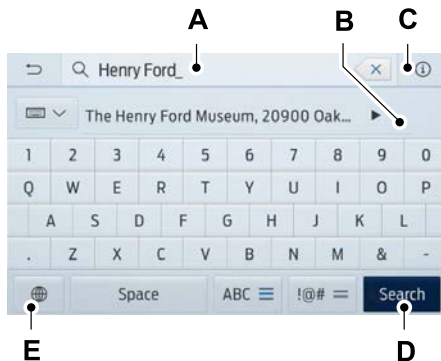 A
B
C
Henry Ford_
The Henry Ford Museum, 20900 Oak...
1 2 3 4 5 6 7 8 9 0
Q W E R T Y U I O P
A S D F G H J K L
. Z X C V B N M & -
Space ABC !@# Search
E
D